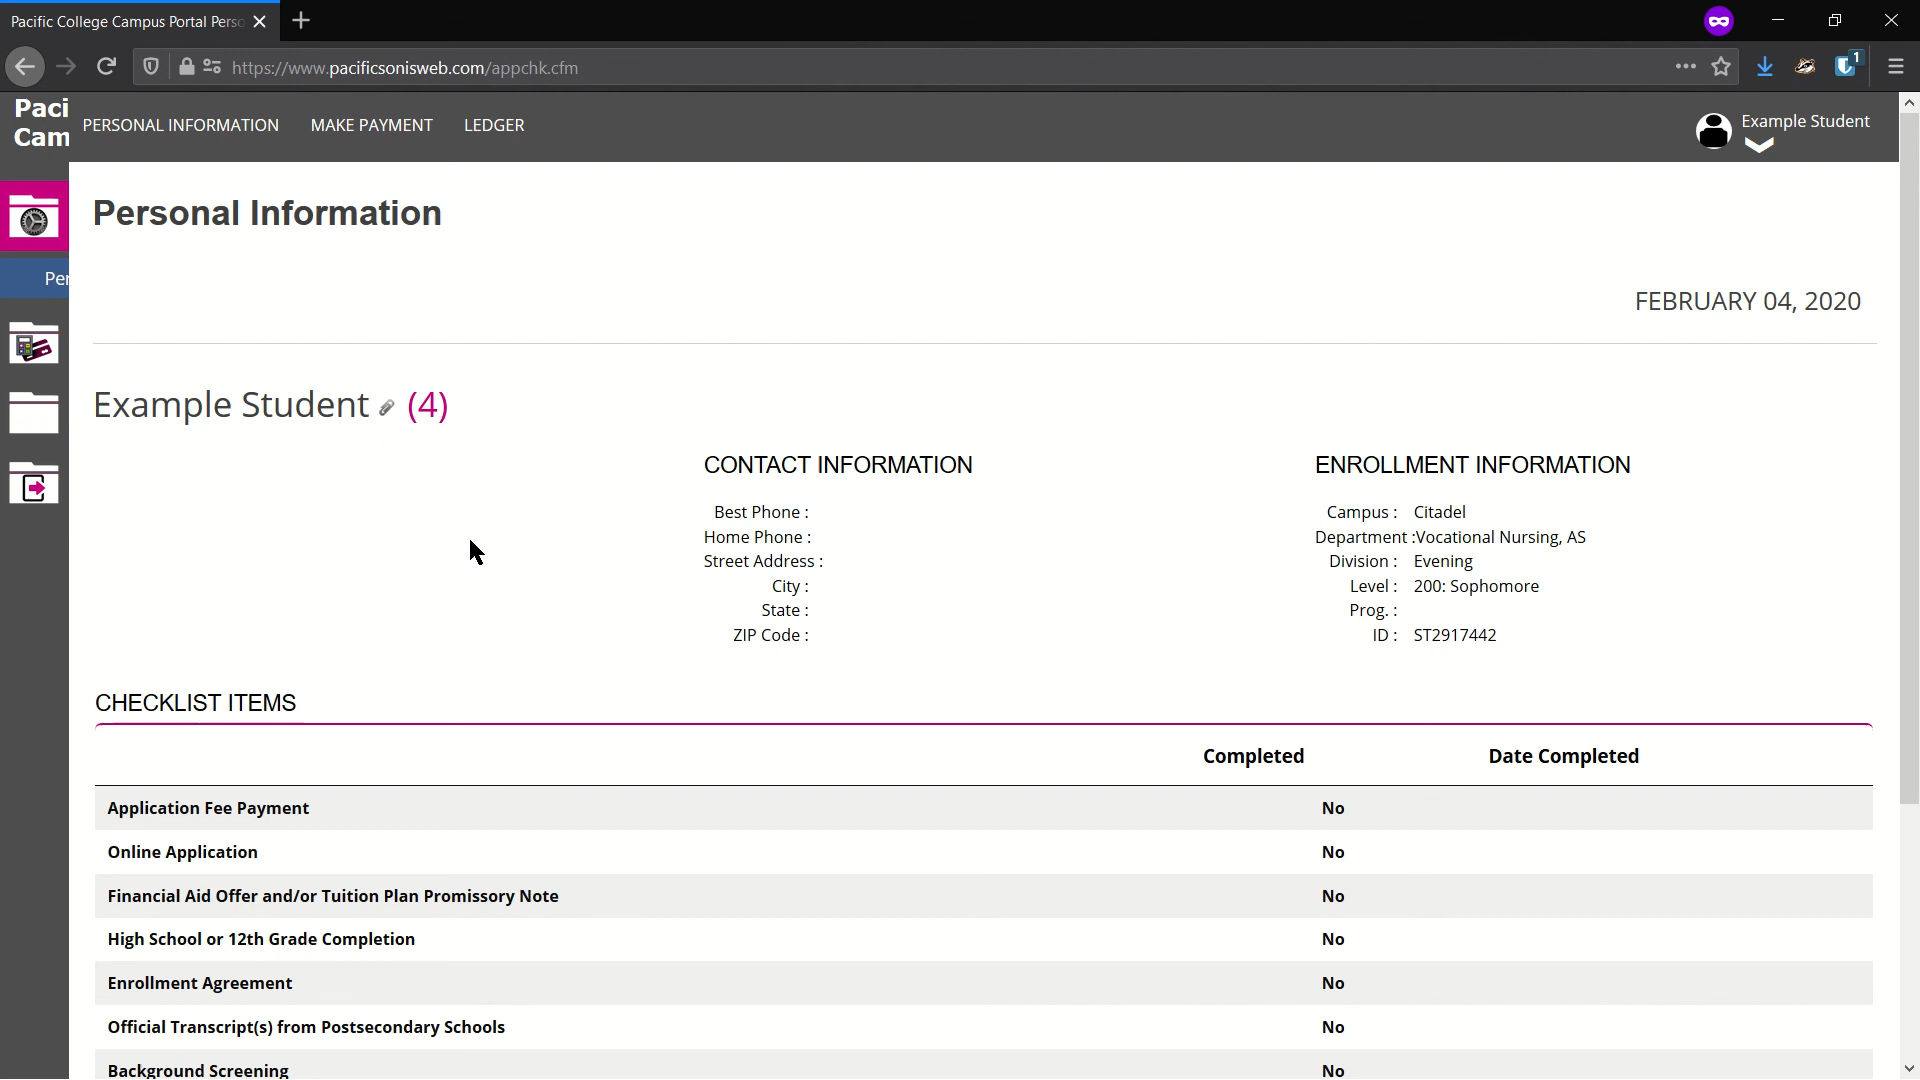 Pacific College Campus Portal Perso
https://www.pacificsonisweb.com/appchk.cfm
1
Paci
Cam
PERSONAL INFORMATION MAKE PAYMENT LEDGER
Example Student
Per
Personal Information
FEBRUARY 04, 2020
Example Student (4)
CONTACT INFORMATION
Best Phone :
Home Phone :
Street Address :
City :
State :
ZIP Code :
ENROLLMENT INFORMATION
Campus : Citadel
Department :Vocational Nursing, AS
Division : Evening
Level : 200: Sophomore
Prog. :
ID : ST2917442
CHECKLIST ITEMS
Completed Date Completed
Application Fee Payment No
Online Application No
Financial Aid Offer and/or Tuition Plan Promissory Note No
High School or 12th Grade Completion No
Enrollment Agreement No
Official Transcript(s) from Postsecondary Schools No
Background Screening No